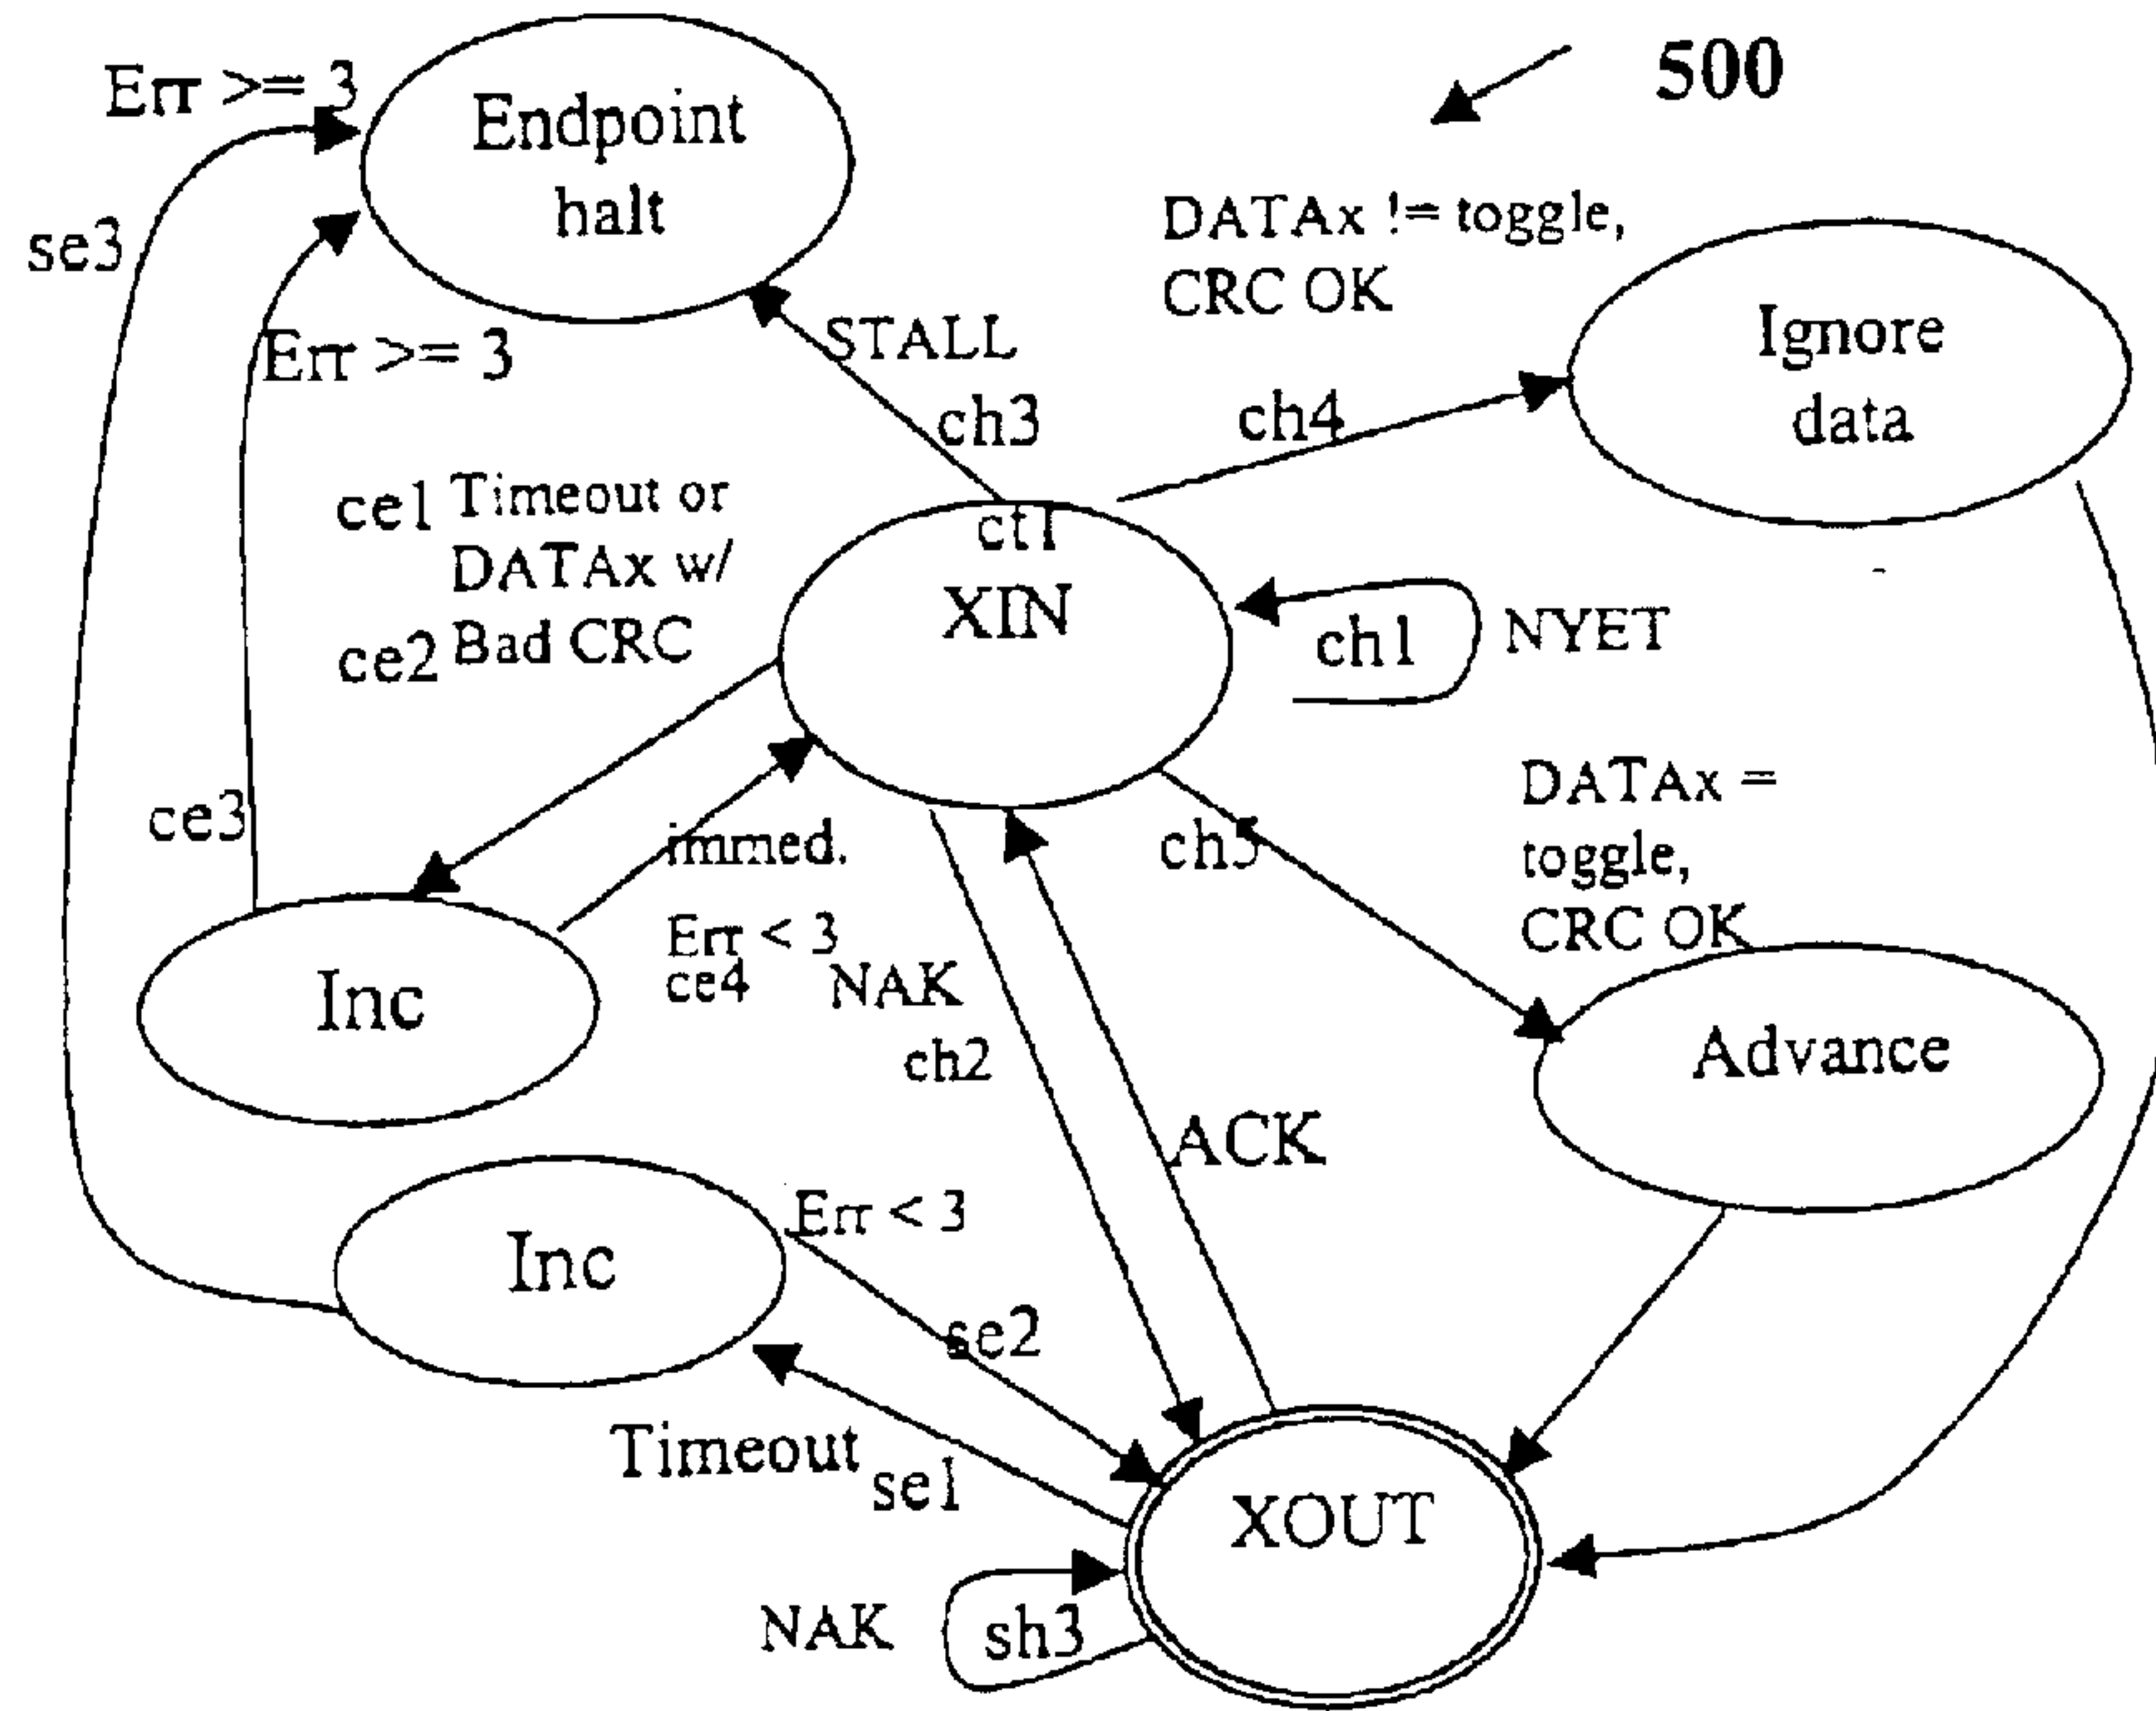 Err >= 3
500
Endpoint
halt
se3
DATAx != toggle,
CRC OK
Ignore
data
STALL
Err >= 3
ch3
ch4
ce1 Timeout or
DATAx w/
ce2 Bad CRC
ct1
XIN
ch1
NYET
DATAx =
toggle,
CRC OK
ce3
immed.
ch5
Err < 3
ce4
NAK
ch2
Inc
Advance
ACK
Err < 3
Inc
se2
Timeout
se1
XOUT
NAK
sh3